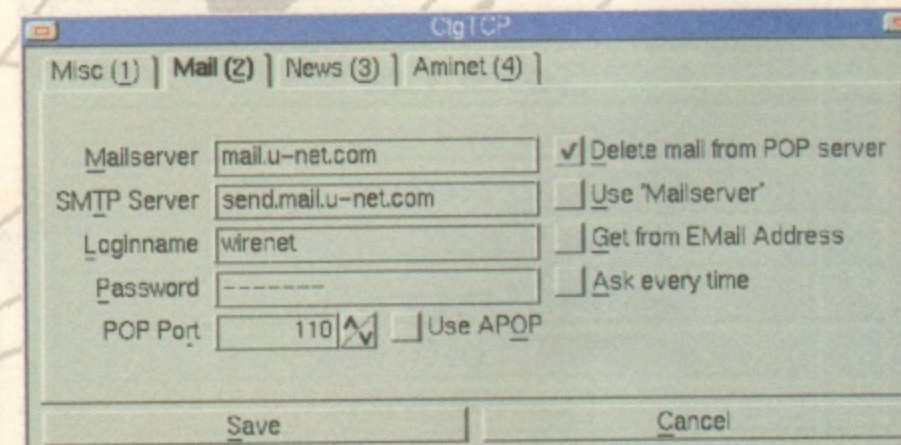 CfgTCP
Misc (1) Mail (2) News (3) Aminet (4)
Mailserver mail.u-net.com Delete mail from POP server
SMTP Server send.mail.u-net.com Use 'Mailserver'
Loginname wirenet Get from EMail Address
Password ------- Ask every time
POP Port 110 Use APOP
Save Cancel